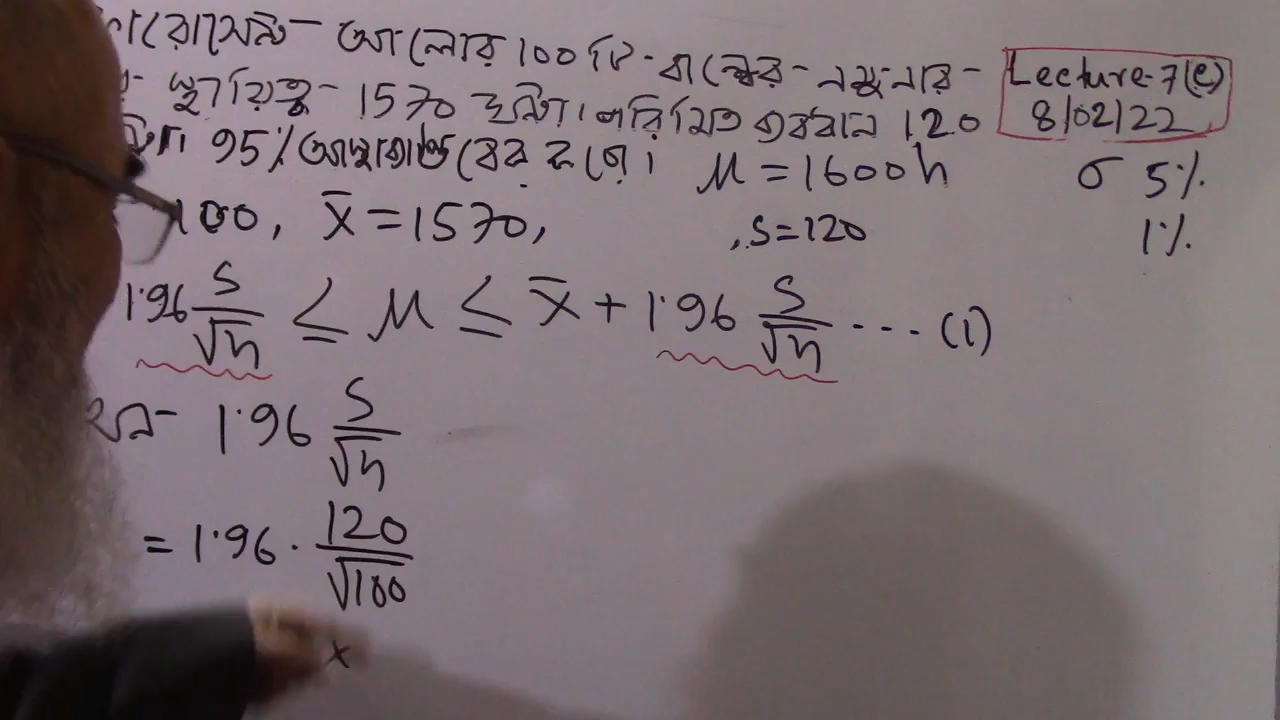 আলোর 100 টি বাল্বের নমুনার
স্থায়িত্ব 1570 ঘন্টা। পরিমিত ব্যবধান 120
95% আস্থা বের কর।
μ = 1600h
Lecture-7(e)
8/02/22
σ 5%
1%
100, x̄ = 1570, , s = 120
1.96 s/√n ≤ μ ≤ x̄ + 1.96 s/√n ... (1)
1.96 s/√n
= 1.96 · 120/√100
×